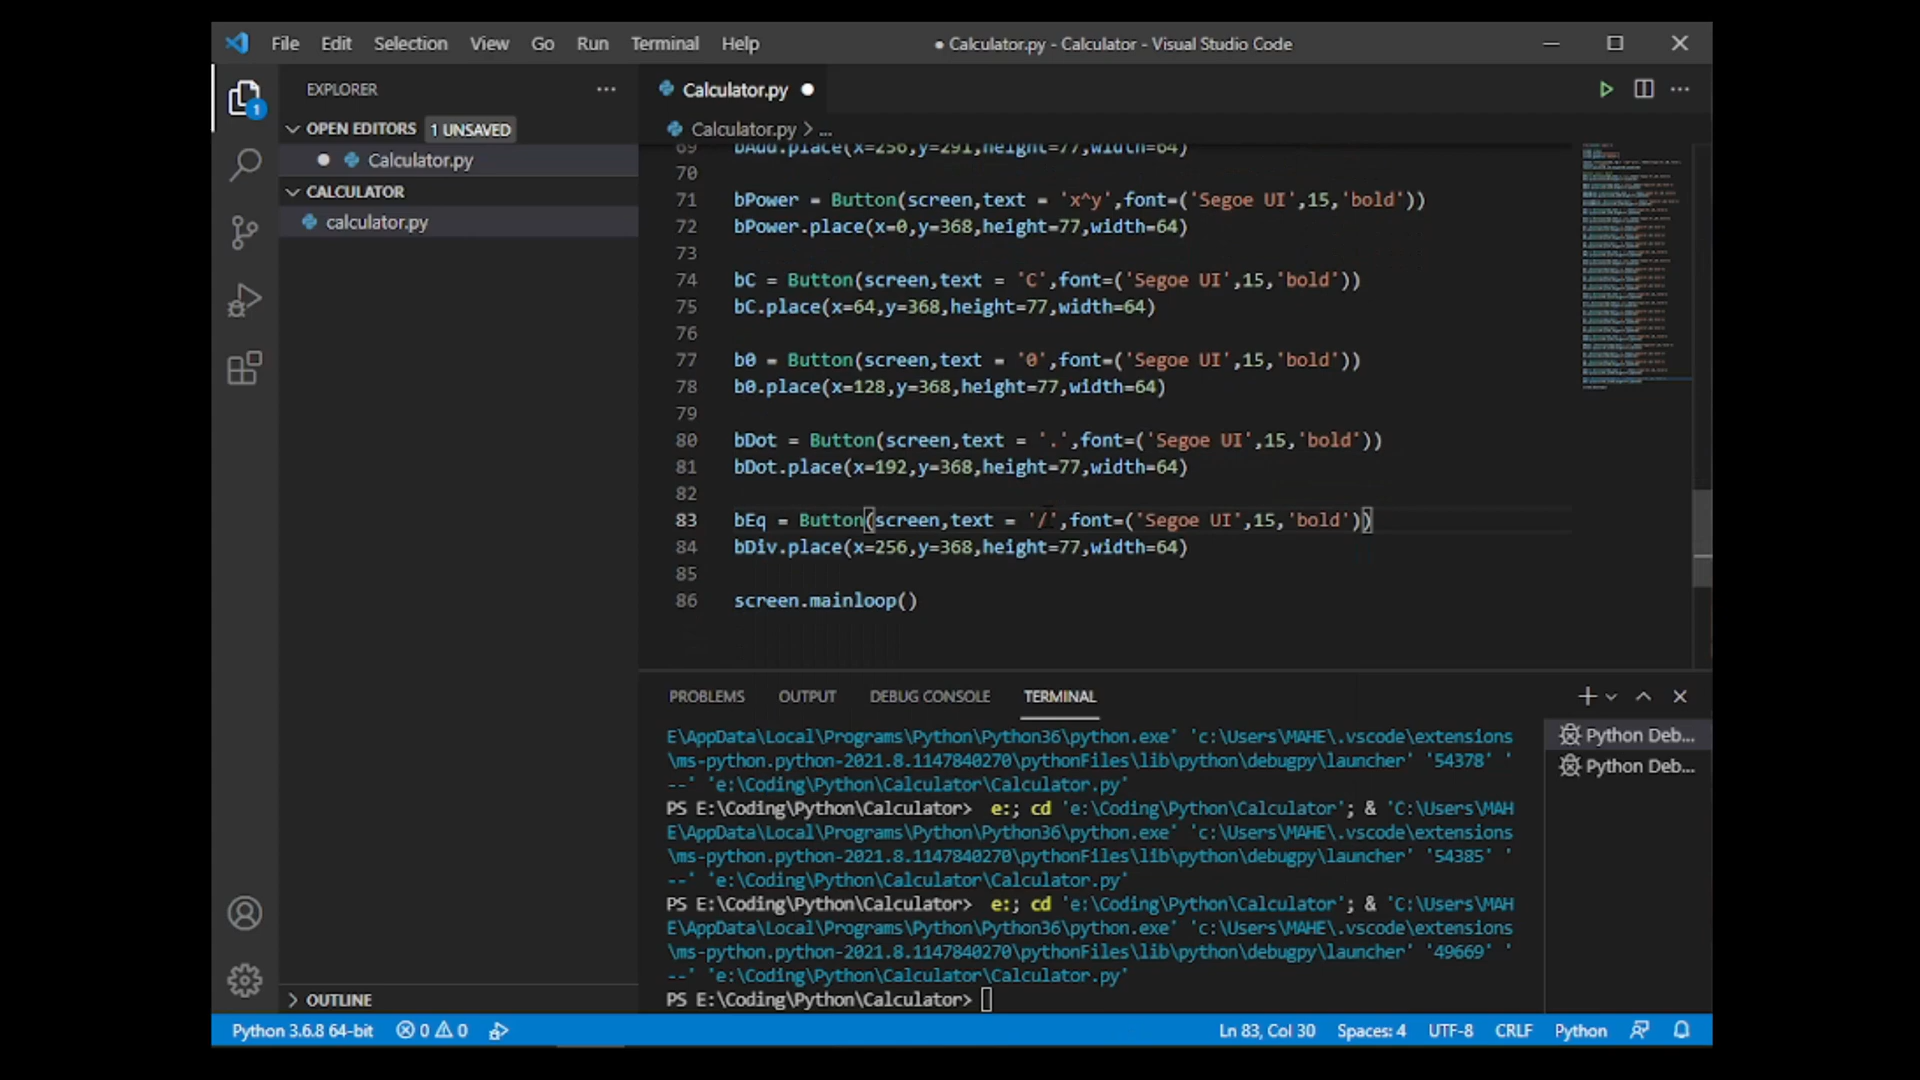 File Edit Selection View Go Run Terminal Help ● Calculator.py - Calculator - Visual Studio Code
EXPLORER
OPEN EDITORS 1 UNSAVED
Calculator.py
CALCULATOR
calculator.py
OUTLINE
1
Calculator.py
Calculator.py > ...
69 bAdd.place(x=256,y=291,height=77,width=64)
70
71 bPower = Button(screen,text = 'x^y',font=('Segoe UI',15,'bold'))
72 bPower.place(x=0,y=368,height=77,width=64)
73
74 bC = Button(screen,text = 'C',font=('Segoe UI',15,'bold'))
75 bC.place(x=64,y=368,height=77,width=64)
76
77 b0 = Button(screen,text = '0',font=('Segoe UI',15,'bold'))
78 b0.place(x=128,y=368,height=77,width=64)
79
80 bDot = Button(screen,text = '.',font=('Segoe UI',15,'bold'))
81 bDot.place(x=192,y=368,height=77,width=64)
82
83 bEq = Button(screen,text = '/',font=('Segoe UI',15,'bold'))
84 bDiv.place(x=256,y=368,height=77,width=64)
85
86 screen.mainloop()
PROBLEMS OUTPUT DEBUG CONSOLE TERMINAL
E\AppData\Local\Programs\Python\Python36\python.exe' 'c:\Users\MAHE\.vscode\extensions
\ms-python.python-2021.8.1147840270\pythonFiles\lib\python\debugpy\launcher' '54378' '
--' 'e:\Coding\Python\Calculator\Calculator.py'
PS E:\Coding\Python\Calculator> e:; cd 'e:\Coding\Python\Calculator'; & 'C:\Users\MAH
E\AppData\Local\Programs\Python\Python36\python.exe' 'c:\Users\MAHE\.vscode\extensions
\ms-python.python-2021.8.1147840270\pythonFiles\lib\python\debugpy\launcher' '54385' '
--' 'e:\Coding\Python\Calculator\Calculator.py'
PS E:\Coding\Python\Calculator> e:; cd 'e:\Coding\Python\Calculator'; & 'C:\Users\MAH
E\AppData\Local\Programs\Python\Python36\python.exe' 'c:\Users\MAHE\.vscode\extensions
\ms-python.python-2021.8.1147840270\pythonFiles\lib\python\debugpy\launcher' '49669' '
--' 'e:\Coding\Python\Calculator\Calculator.py'
PS E:\Coding\Python\Calculator>
Python Deb...
Python Deb...
Python 3.6.8 64-bit 0 0 Ln 83, Col 30 Spaces: 4 UTF-8 CRLF Python